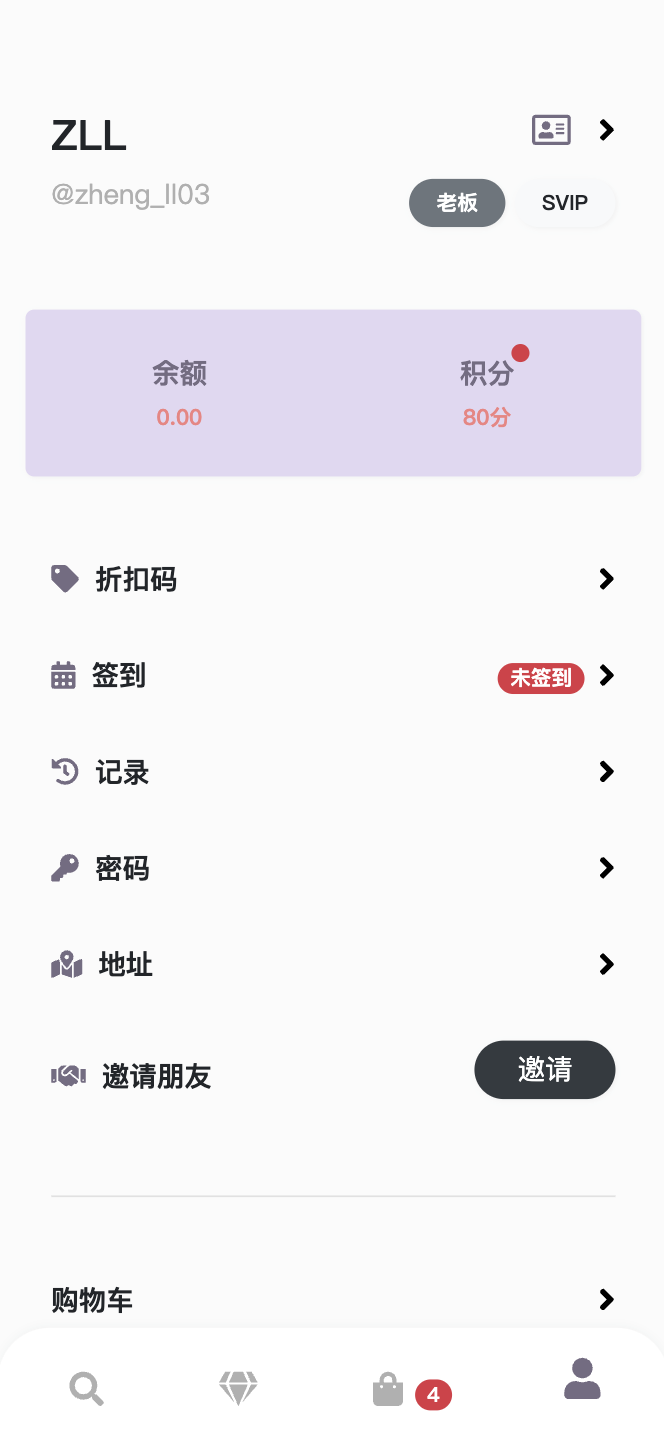 ZLL
@zheng_ll03
老板 SVIP
余额 积分
0.00 80分
折扣码
签到 未签到
记录
密码
地址
邀请朋友 邀请
购物车
4